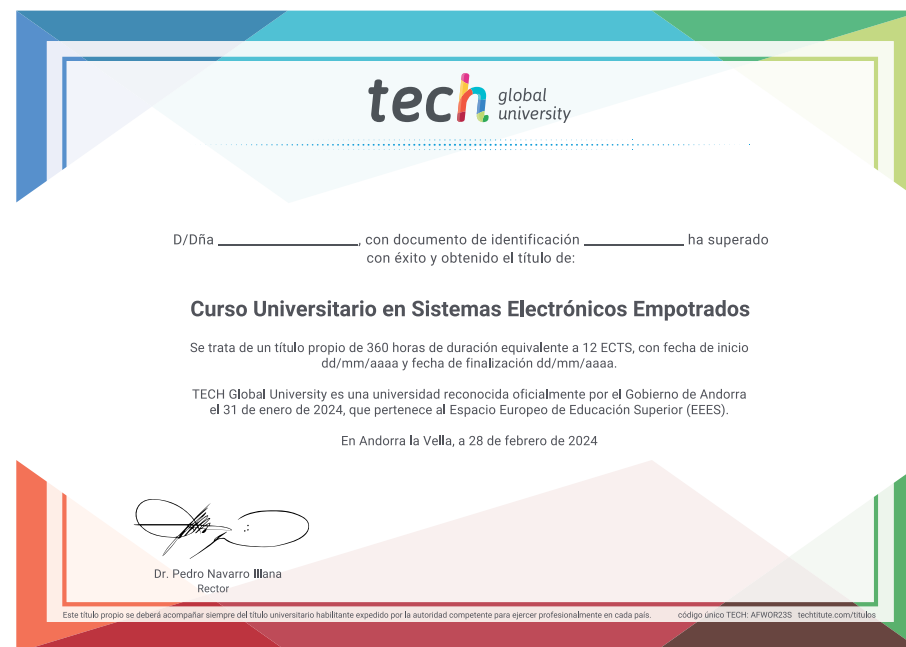 tech global university
D/Dña ____________________, con documento de identificación ______________ ha superado
con éxito y obtenido el título de:
Curso Universitario en Sistemas Electrónicos Empotrados
Se trata de un título propio de 360 horas de duración equivalente a 12 ECTS, con fecha de inicio
dd/mm/aaaa y fecha de finalización dd/mm/aaaa.
TECH Global University es una universidad reconocida oficialmente por el Gobierno de Andorra
el 31 de enero de 2024, que pertenece al Espacio Europeo de Educación Superior (EEES).
En Andorra la Vella, a 28 de febrero de 2024
Dr. Pedro Navarro Illana
Rector
Este título propio se deberá acompañar siempre del título universitario habilitante expedido por la autoridad competente para ejercer profesionalmente en cada país. código único TECH: AFWOR23S techtitute.com/titulos